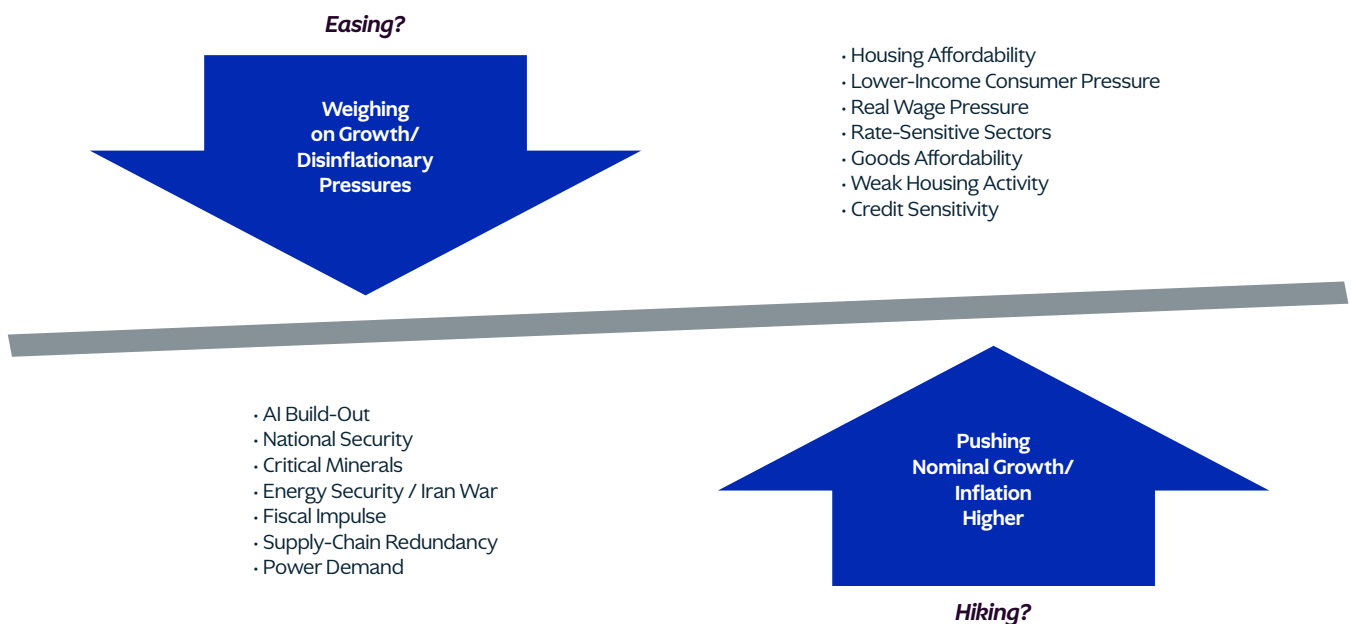 Easing?
Weighing
on Growth/
Disinflationary
Pressures
· Housing Affordability
· Lower-Income Consumer Pressure
· Real Wage Pressure
· Rate-Sensitive Sectors
· Goods Affordability
· Weak Housing Activity
· Credit Sensitivity
· AI Build-Out
· National Security
· Critical Minerals
· Energy Security / Iran War
· Fiscal Impulse
· Supply-Chain Redundancy
· Power Demand
Pushing
Nominal Growth/
Inflation
Higher
Hiking?